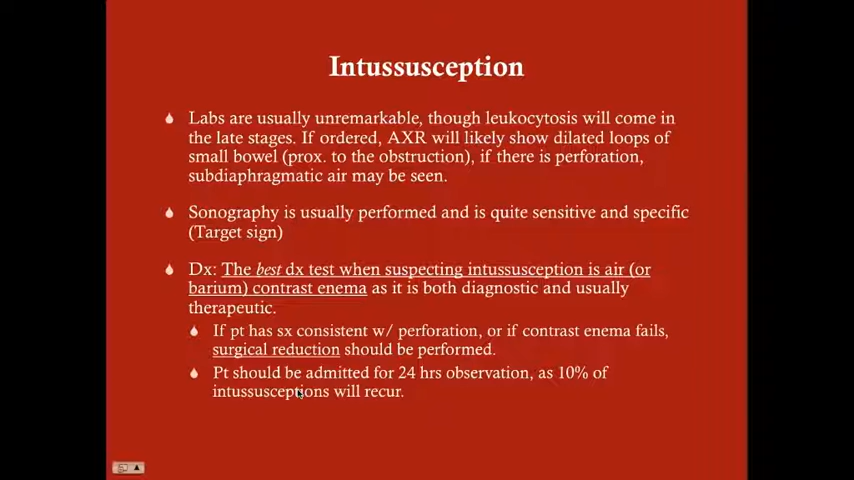 Intussusception
Labs are usually unremarkable, though leukocytosis will come in
the late stages. If ordered, AXR will likely show dilated loops of
small bowel (prox. to the obstruction), if there is perforation,
subdiaphragmatic air may be seen.
Sonography is usually performed and is quite sensitive and specific
(Target sign)
Dx: The best dx test when suspecting intussusception is air (or
barium) contrast enema as it is both diagnostic and usually
therapeutic.
If pt has sx consistent w/ perforation, or if contrast enema fails,
surgical reduction should be performed.
Pt should be admitted for 24 hrs observation, as 10% of
intussusceptions will recur.